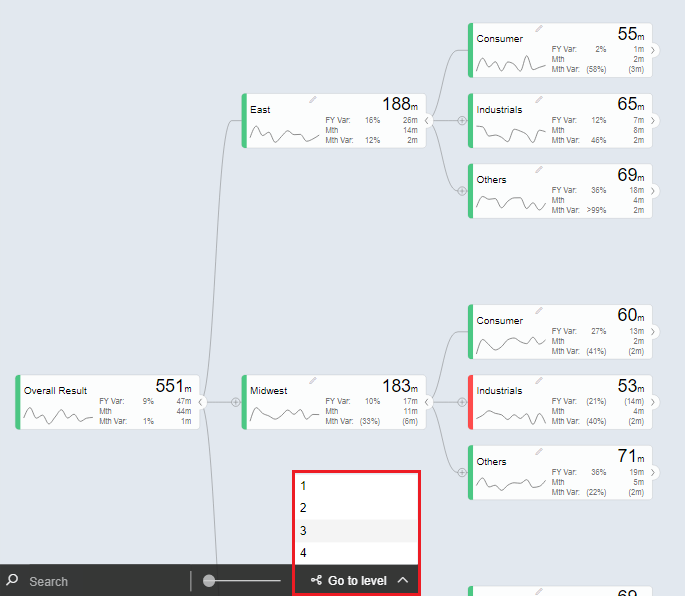 Consumer 55m
FY Var: 2% 1m
Mth 2m
Mth Var: (58%) (3m)
East 188m
FY Var: 16% 26m
Mth 14m
Mth Var: 12% 2m
Industrials 65m
FY Var: 12% 7m
Mth 8m
Mth Var: 46% 2m
Others 69m
FY Var: 36% 18m
Mth 4m
Mth Var: >99% 2m
Consumer 60m
FY Var: 27% 13m
Mth 2m
Mth Var: (41%) (2m)
Overall Result 551m
FY Var: 9% 47m
Mth 44m
Mth Var: 1% 1m
Midwest 183m
FY Var: 10% 17m
Mth 11m
Mth Var: (33%) (6m)
Industrials 53m
FY Var: (21%) (14m)
Mth 4m
Mth Var: (40%) (2m)
Others 71m
FY Var: 36% 19m
Mth 5m
Mth Var: (22%) (2m)
1
2
3
4
Search
Go to level